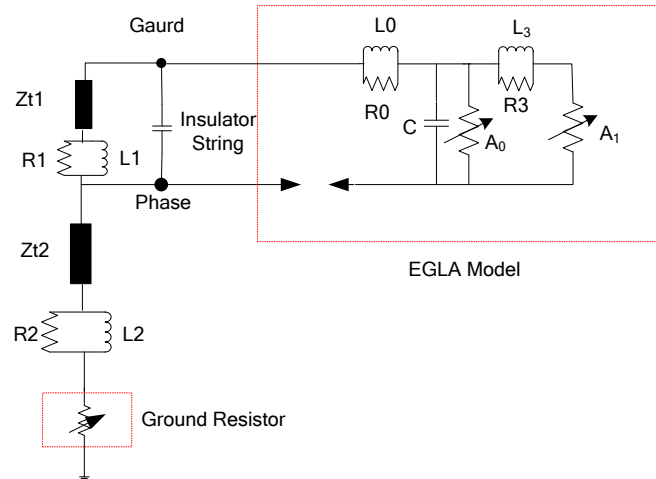 Gaurd
L0
L₃
Zt1
R0
R3
Insulator
String
C
A₀
A₁
R1
L1
Phase
Zt2
EGLA Model
R2
L2
Ground Resistor